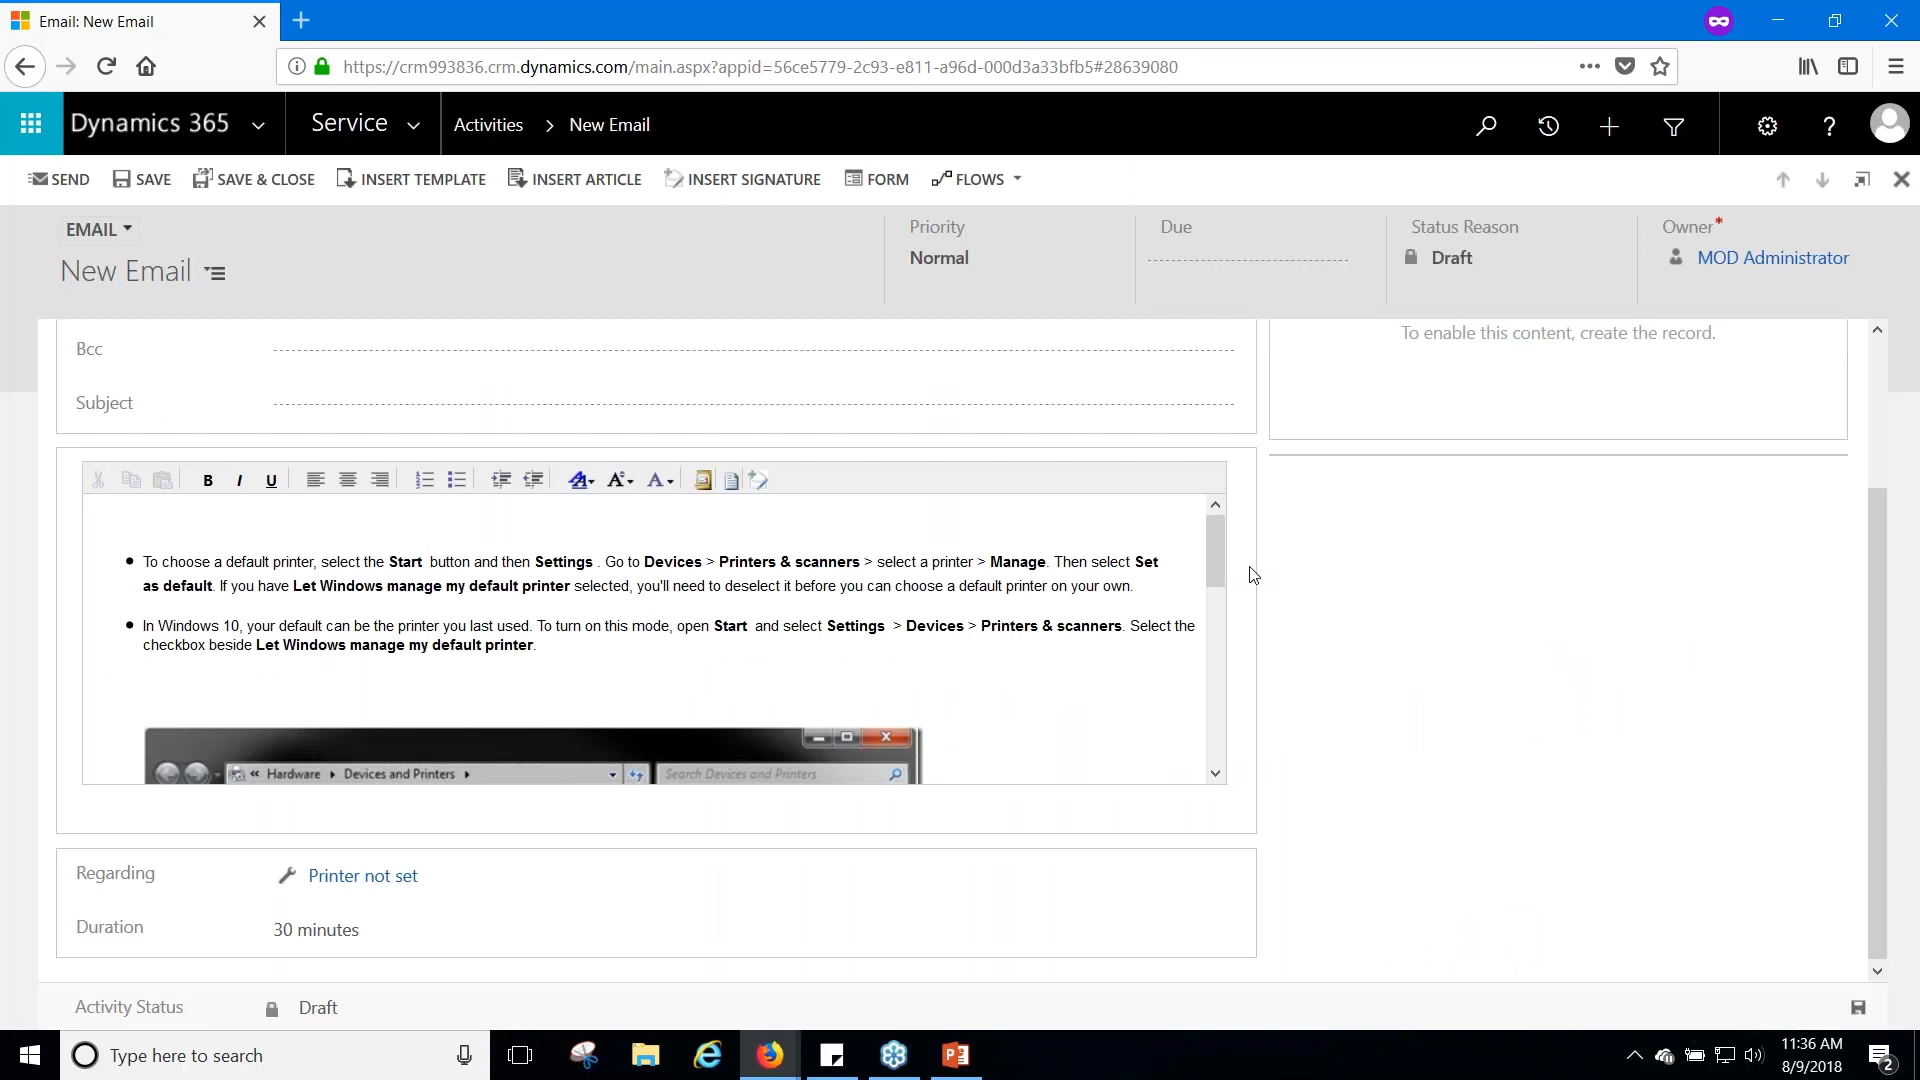 Email: New Email
https://crm993836.crm.dynamics.com/main.aspx?appid=56ce5779-2c93-e811-a96d-000d3a33bfb5#28639080
Dynamics 365 Service Activities > New Email
SEND SAVE SAVE & CLOSE INSERT TEMPLATE INSERT ARTICLE INSERT SIGNATURE FORM FLOWS
EMAIL
New Email
Priority
Normal
Due
Status Reason
Draft
Owner*
MOD Administrator
Bcc
Subject
To enable this content, create the record.
B I U
• To choose a default printer, select the Start button and then Settings . Go to Devices > Printers & scanners > select a printer > Manage. Then select Set
as default. If you have Let Windows manage my default printer selected, you'll need to deselect it before you can choose a default printer on your own.
• In Windows 10, your default can be the printer you last used. To turn on this mode, open Start and select Settings > Devices > Printers & scanners. Select the
checkbox beside Let Windows manage my default printer.
« Hardware ▸ Devices and Printers ▸ Search Devices and Printers
Regarding Printer not set
Duration 30 minutes
Activity Status Draft
Type here to search
11:36 AM
8/9/2018
2